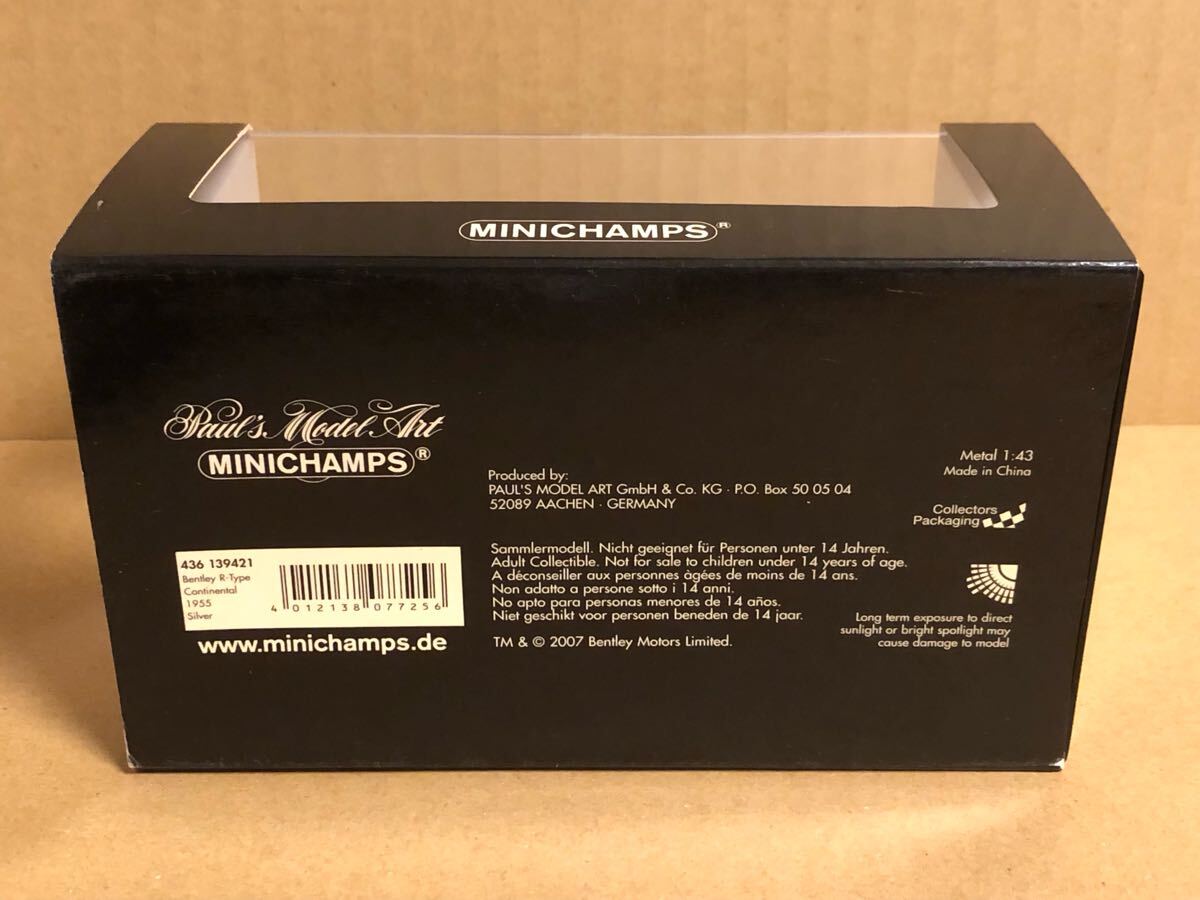 MINICHAMPS®
Paul's Model Art
MINICHAMPS®
436 139421
Bentley R-Type
Continental
1955
Silver
4 012138 077256
www.minichamps.de
Produced by:
PAUL'S MODEL ART GmbH & Co. KG · P.O. Box 50 05 04
52089 AACHEN · GERMANY
Sammlermodell. Nicht geeignet für Personen unter 14 Jahren.
Adult Collectible. Not for sale to children under 14 years of age.
A déconseiller aux personnes âgées de moins de 14 ans.
Non adatto a persone sotto i 14 anni.
No apto para personas menores de 14 años.
Niet geschikt voor personen beneden de 14 jaar.
TM & © 2007 Bentley Motors Limited.
Metal 1:43
Made in China
Collectors
Packaging
Long term exposure to direct
sunlight or bright spotlight may
cause damage to model